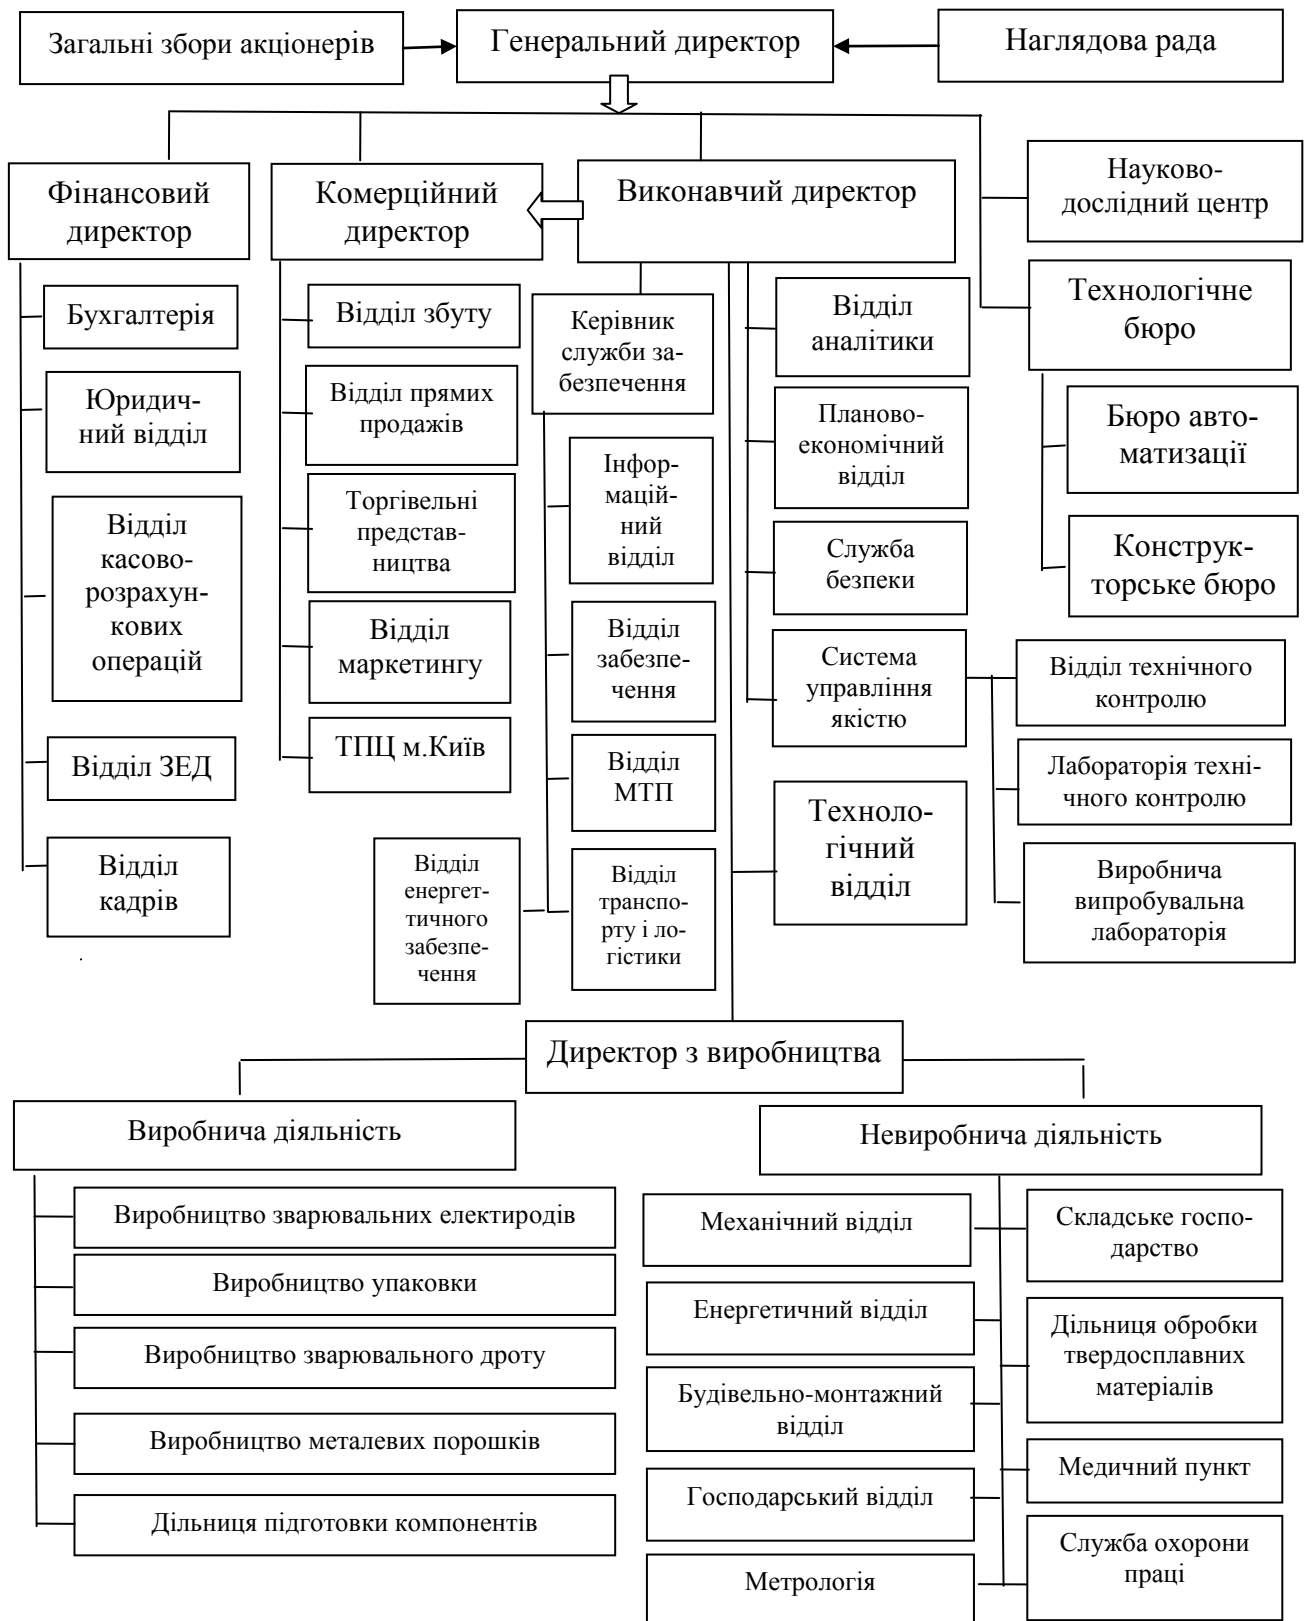 Загальні збори акціонерів
Генеральний директор
Наглядова рада
Фінансовий
директор
Комерційний
директор
Виконавчий директор
Науково-
дослідний центр
Бухгалтерія
Юридич-
ний відділ
Відділ
касово-
розрахун-
кових
операцій
Відділ ЗЕД
Відділ
кадрів
.
Відділ збуту
Відділ прямих
продажів
Торгівельні
представ-
ництва
Відділ
маркетингу
ТПЦ м.Київ
Керівник
служби за-
безпечення
Інфор-
мацій-
ний
відділ
Відділ
забезпе-
чення
Відділ
МТП
Відділ
енергет-
тичного
забезпе-
чення
Відділ
транспо-
рту і ло-
гістики
Відділ
аналітики
Планово-
економічний
відділ
Служба
безпеки
Система
управління
якістю
Техноло-
гічний
відділ
Технологічне
бюро
Бюро авто-
матизації
Конструк-
торське бюро
Відділ технічного
контролю
Лабораторія техні-
чного контролю
Виробнича
випробувальна
лабораторія
Директор з виробництва
Виробнича діяльність
Невиробнича діяльність
Виробництво зварювальних електиродів
Виробництво упаковки
Виробництво зварювального дроту
Виробництво металевих порошків
Дільниця підготовки компонентів
Механічний відділ
Енергетичний відділ
Будівельно-монтажний
відділ
Господарський відділ
Метрологія
Складське госпо-
дарство
Дільниця обробки
твердосплавних
матеріалів
Медичний пункт
Служба охорони
праці